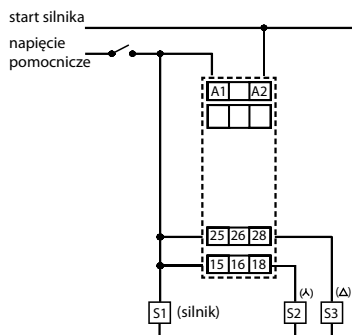 start silnika
napięcie
pomocnicze
A1 A2
25 26 28
15 16 18
(⅄) (Δ)
S1 (silnik) S2 S3